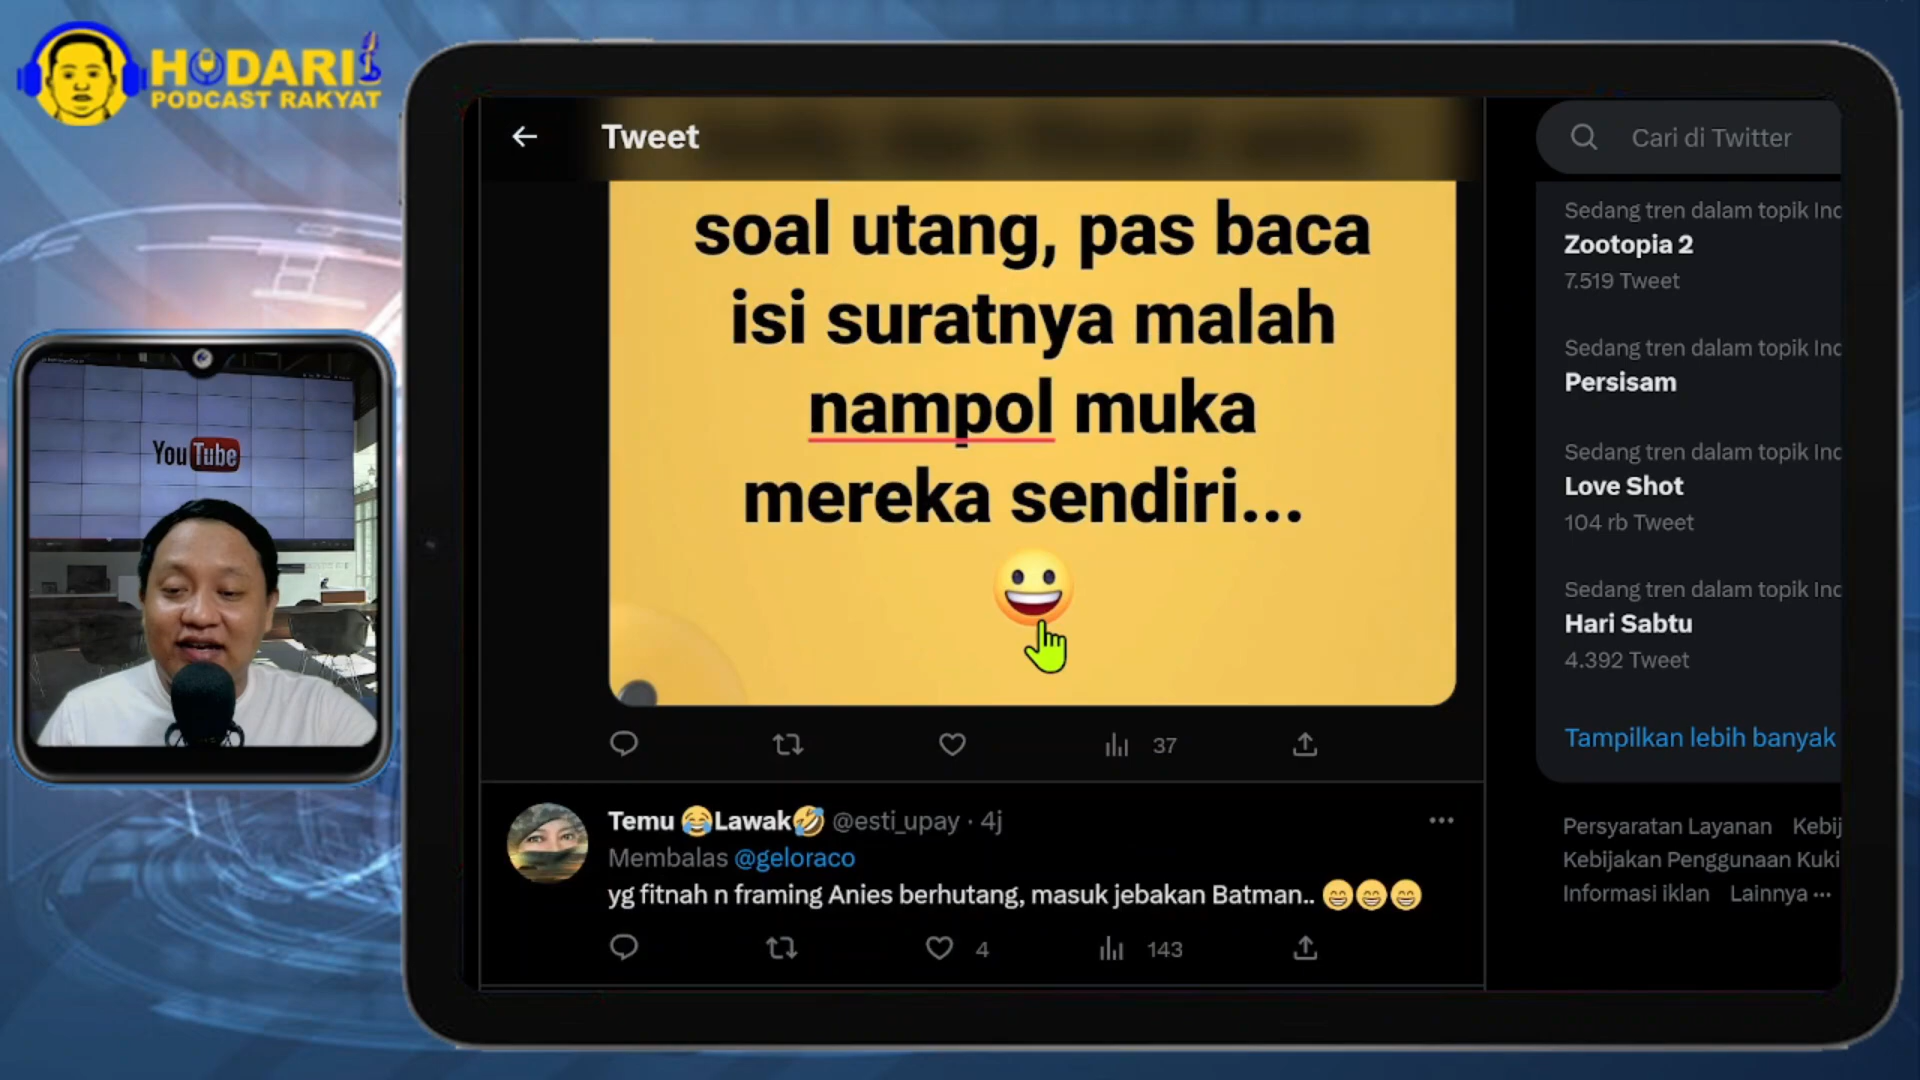 HODARI
PODCAST RAKYAT
YouTube
Tweet
soal utang, pas baca
isi suratnya malah
nampol muka
mereka sendiri...
37
Temu 😂Lawak🤣 @esti_upay · 4j
Membalas @geloraco
yg fitnah n framing Anies berhutang, masuk jebakan Batman.. 😁😁😁
4 143
Cari di Twitter
Sedang tren dalam topik Inc
Zootopia 2
7.519 Tweet
Sedang tren dalam topik Inc
Persisam
Sedang tren dalam topik Inc
Love Shot
104 rb Tweet
Sedang tren dalam topik Inc
Hari Sabtu
4.392 Tweet
Tampilkan lebih banyak
Persyaratan Layanan Kebij
Kebijakan Penggunaan Kuki
Informasi iklan Lainnya ···